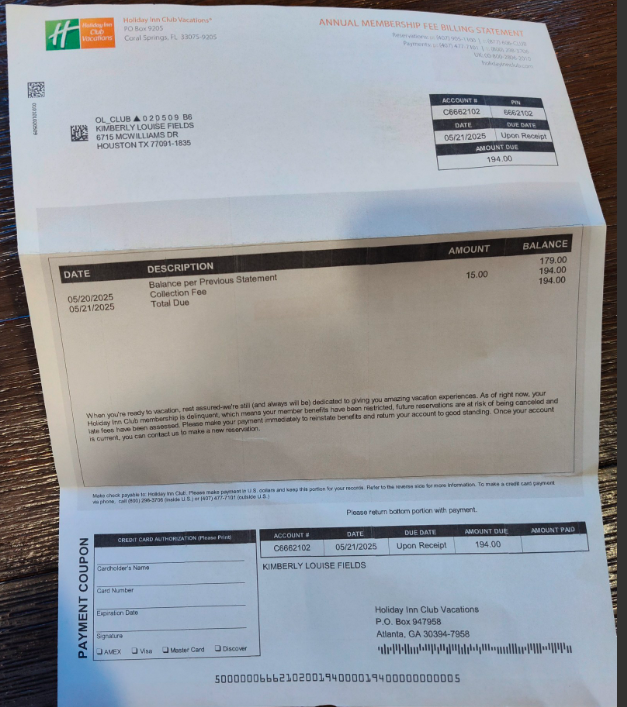 Holiday Inn Club Vacations
Holiday Inn Club Vacations®
PO Box 9205
Coral Springs, FL 33075-9205
ANNUAL MEMBERSHIP FEE BILLING STATEMENT
OL_CLUB ▲020509 B6
KIMBERLY LOUISE FIELDS
6715 MCWILLIAMS DR
HOUSTON TX 77091-1835
ACCOUNT # PIN
C6662102 6662102
DATE DUE DATE
05/21/2025 Upon Receipt
AMOUNT DUE
194.00
DATE DESCRIPTION AMOUNT BALANCE
Balance per Previous Statement 179.00
05/20/2025 Collection Fee 15.00 194.00
05/21/2025 Total Due 194.00
When you're ready to vacation, rest assured-we're still (and always will be) dedicated to giving you amazing vacation experiences. As of right now, your
Holiday Inn Club membership is delinquent, which means your member benefits have been restricted, future reservations are at risk of being canceled and
late fees have been assessed. Please make your payment immediately to reinstate benefits and return your account to good standing. Once your account
is current, you can contact us to make a new reservation.
Make check payable to: Holiday Inn Club. Please make payment in U.S. dollars and keep this portion for your records. Refer to the reverse side for more information. To make a credit card payment
via phone, call (inside U.S.) or (407) 477-7101 (outside U.S.)
Please return bottom portion with payment.
PAYMENT COUPON
CREDIT CARD AUTHORIZATION (Please Print)
Cardholder's Name
Card Number
Expiration Date
Signature
AMEX Visa Master Card Discover
ACCOUNT # DATE DUE DATE AMOUNT DUE AMOUNT PAID
C6662102 05/21/2025 Upon Receipt 194.00
KIMBERLY LOUISE FIELDS
Holiday Inn Club Vacations
P.O. Box 947958
Atlanta, GA 30394-7958